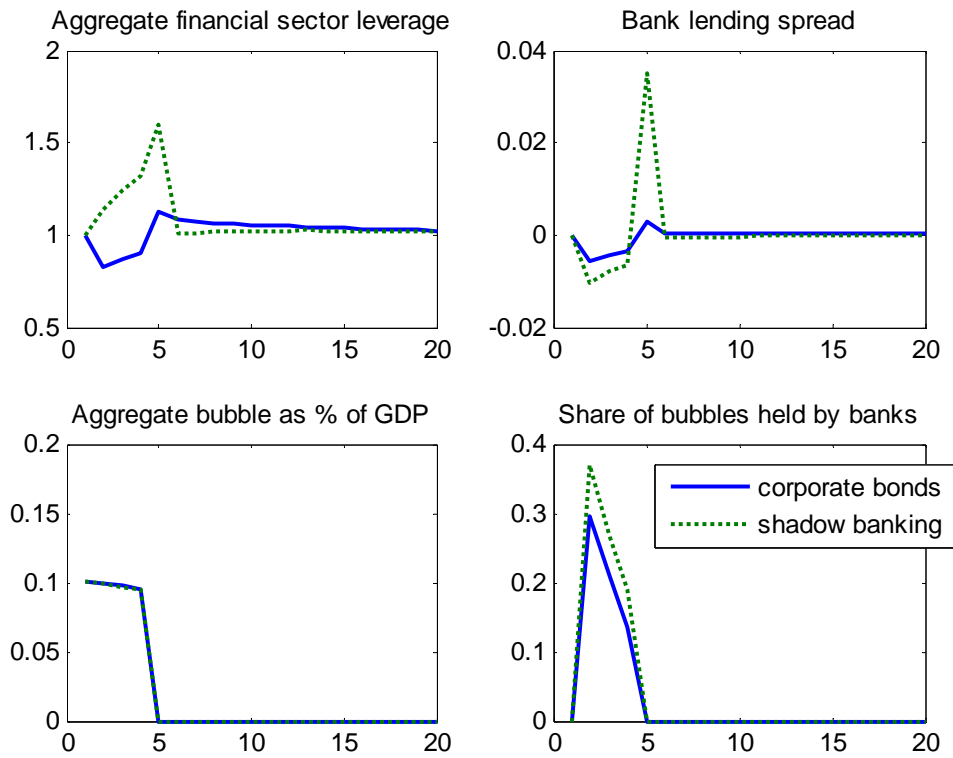 Aggregate financial sector leverage
2
1.5
1
0.5
0 5 10 15 20
Bank lending spread
0.04
0.02
0
-0.02
0 5 10 15 20
Aggregate bubble as % of GDP
0.2
0.15
0.1
0.05
0
0 5 10 15 20
Share of bubbles held by banks
0.4
0.3
0.2
0.1
0
0 5 10 15 20
corporate bonds
shadow banking